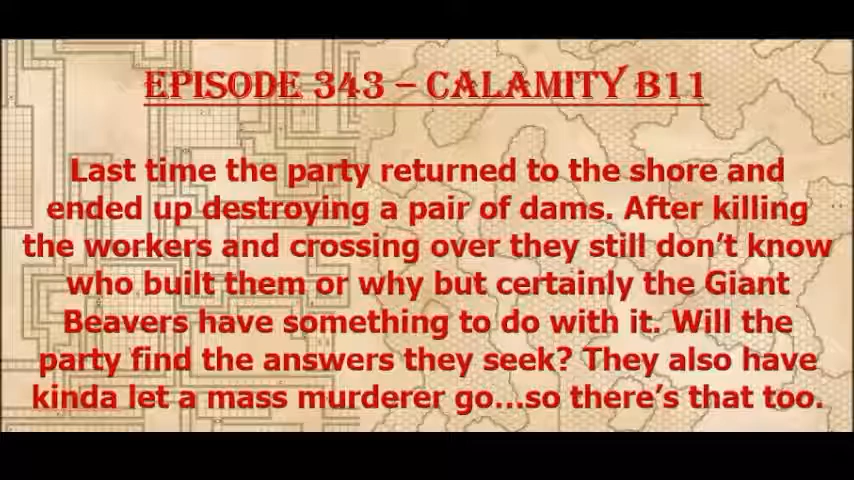 EPISODE 343 – CALAMITY B11
Last time the party returned to the shore and
ended up destroying a pair of dams. After killing
the workers and crossing over they still don’t know
who built them or why but certainly the Giant
Beavers have something to do with it. Will the
party find the answers they seek? They also have
kinda let a mass murderer go...so there’s that too.